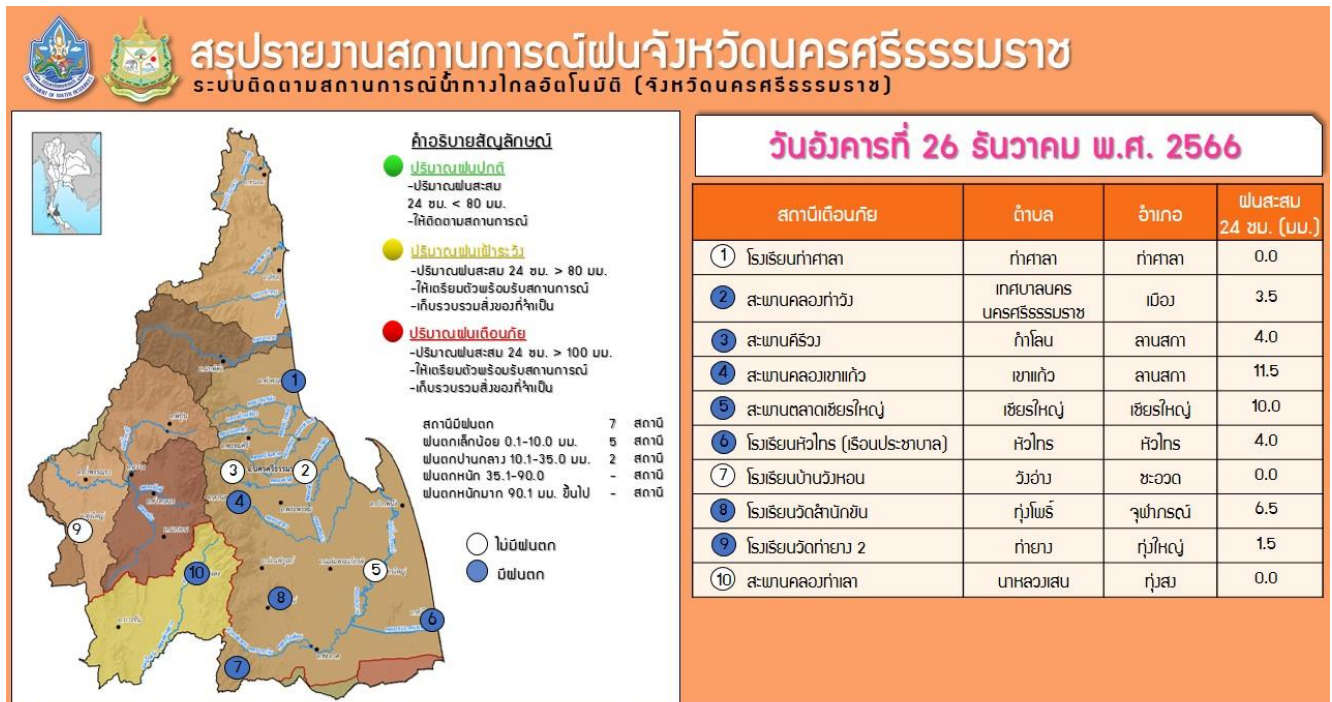 สรุปรายงานสถานการณ์ฝนจังหวัดนครศรีธรรมราช
ระบบติดตามสถานการณ์น้ำทางไกลอัตโนมัติ (จังหวัดนครศรีธรรมราช)
คำอธิบายสัญลักษณ์
ปริมาณฝนปกติ
-ปริมาณฝนสะสม
24 ชม. < 80 มม.
-ให้ติดตามสถานการณ์
ปริมาณฝนเฝ้าระวัง
-ปริมาณฝนสะสม 24 ชม. > 80 มม.
-ให้เตรียมตัวพร้อมรับสถานการณ์
-เก็บรวบรวมสิ่งของที่จำเป็น
ปริมาณฝนเตือนภัย
-ปริมาณฝนสะสม 24 ชม. > 100 มม.
-ให้เตรียมตัวพร้อมรับสถานการณ์
-เก็บรวบรวมสิ่งของที่จำเป็น
สถานีมีฝนตก 7 สถานี
ฝนตกเล็กน้อย 0.1-10.0 มม. 5 สถานี
ฝนตกปานกลาง 10.1-35.0 มม. 2 สถานี
ฝนตกหนัก 35.1-90.0 - สถานี
ฝนตกหนักมาก 90.1 มม. ขึ้นไป - สถานี
ไม่มีฝนตก
มีฝนตก
1
3
2
4
9
10
5
8
6
7
วันอังคารที่ 26 ธันวาคม พ.ศ. 2566
สถานีเตือนภัย ตำบล อำเภอ ฝนสะสม
24 ชม. (มม.)
1 โรงเรียนท่าศาลา ท่าศาลา ท่าศาลา 0.0
2 สะพานคลองท่าวัง เทศบาลนคร
นครศรีธรรมราช เมือง 3.5
3 สะพานคีรีวง กำโลน ลานสกา 4.0
4 สะพานคลองเขาแก้ว เขาแก้ว ลานสกา 11.5
5 สะพานตลาดเชียรใหญ่ เชียรใหญ่ เชียรใหญ่ 10.0
6 โรงเรียนหัวไทร (เรือนประชาบาล) หัวไทร หัวไทร 4.0
7 โรงเรียนบ้านวังหอน วังอ่าง ชะอวด 0.0
8 โรงเรียนวัดสำนักขัน ทุ่งโพธิ์ จุฬาภรณ์ 6.5
9 โรงเรียนวัดท่ายาง 2 ท่ายาง ทุ่งใหญ่ 1.5
10 สะพานคลองท่าเลา นาหลวงเสน ทุ่งสง 0.0